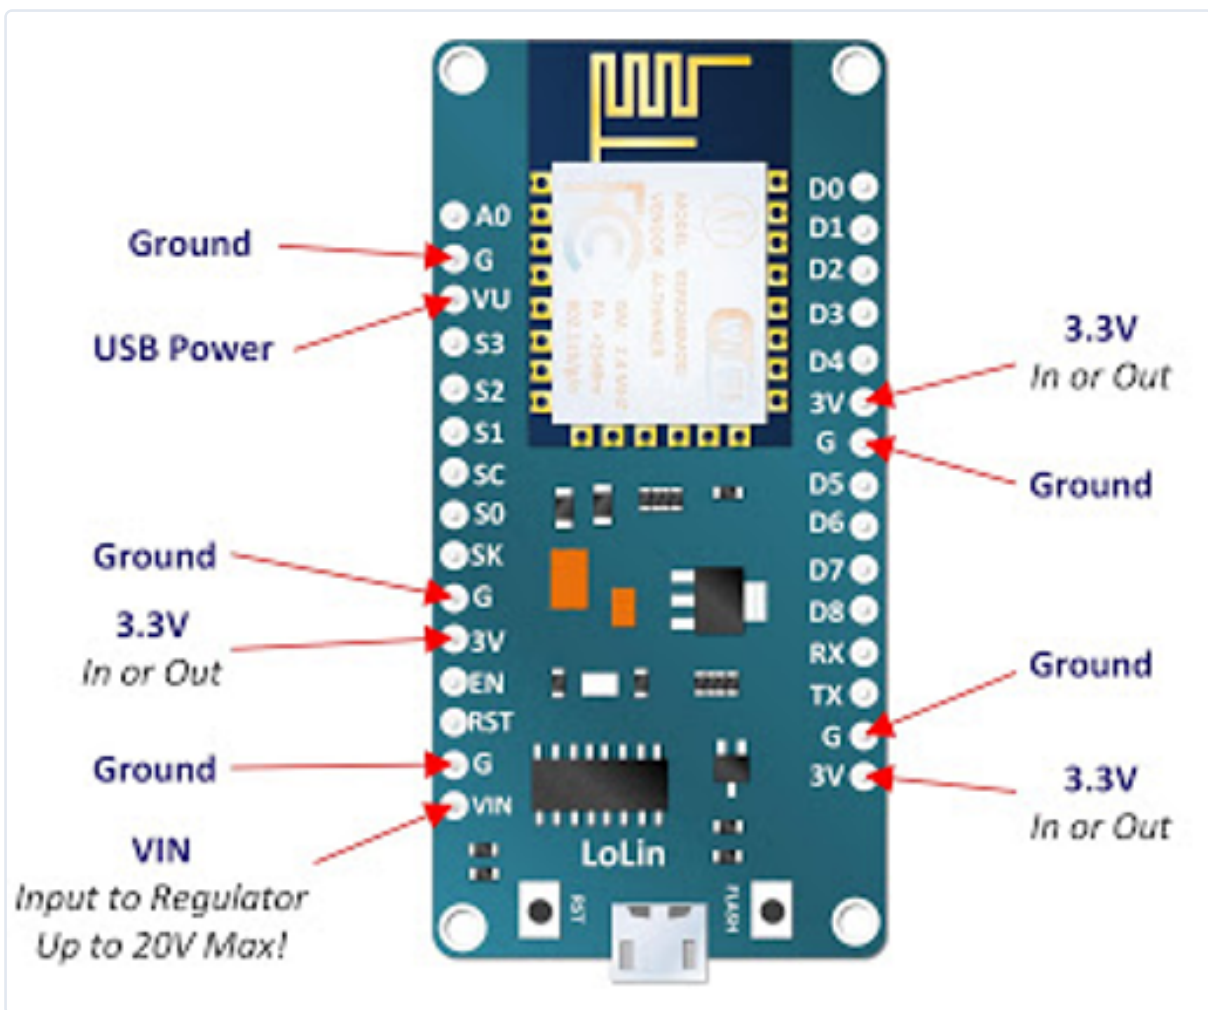 Ground
USB Power
Ground
3.3V
In or Out
Ground
VIN
Input to Regulator
Up to 20V Max!
A0
G
VU
S3
S2
S1
SC
S0
SK
G
3V
EN
RST
G
VIN
MODEL
VENDOR
LoLin
RST
FLASH
D0
D1
D2
D3
D4
3V
G
D5
D6
D7
D8
RX
TX
G
3V
3.3V
In or Out
Ground
Ground
3.3V
In or Out